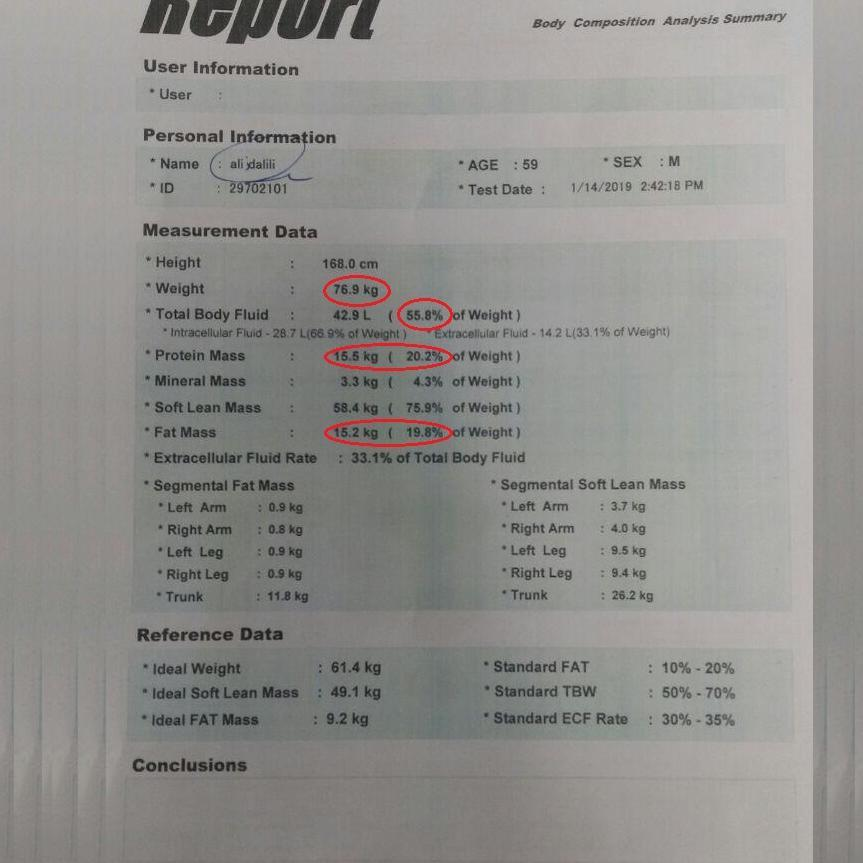 Report
Body Composition Analysis Summary
User Information
* User :
Personal Information
* Name : ali jdalili * AGE : 59 * SEX : M
* ID : 29702101 * Test Date : 1/14/2019 2:42:18 PM
Measurement Data
* Height : 168.0 cm
* Weight : 76.9 kg
* Total Body Fluid : 42.9 L ( 55.8% of Weight )
* Intracellular Fluid - 28.7 L(66.9% of Weight ) * Extracellular Fluid - 14.2 L(33.1% of Weight)
* Protein Mass : 15.5 kg ( 20.2% of Weight )
* Mineral Mass : 3.3 kg ( 4.3% of Weight )
* Soft Lean Mass : 58.4 kg ( 75.9% of Weight )
* Fat Mass : 15.2 kg ( 19.8% of Weight )
* Extracellular Fluid Rate : 33.1% of Total Body Fluid
* Segmental Fat Mass * Segmental Soft Lean Mass
* Left Arm : 0.9 kg * Left Arm : 3.7 kg
* Right Arm : 0.8 kg * Right Arm : 4.0 kg
* Left Leg : 0.9 kg * Left Leg : 9.5 kg
* Right Leg : 0.9 kg * Right Leg : 9.4 kg
* Trunk : 11.8 kg * Trunk : 26.2 kg
Reference Data
* Ideal Weight : 61.4 kg * Standard FAT : 10% - 20%
* Ideal Soft Lean Mass : 49.1 kg * Standard TBW : 50% - 70%
* Ideal FAT Mass : 9.2 kg * Standard ECF Rate : 30% - 35%
Conclusions